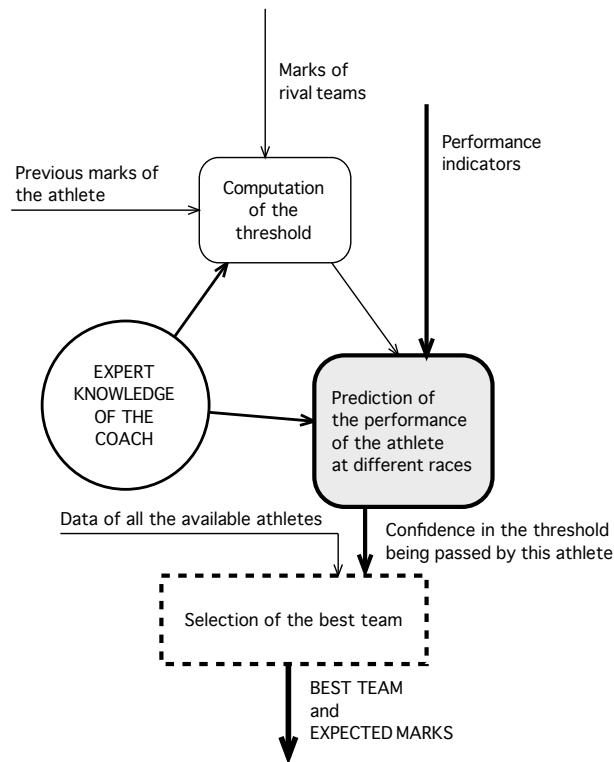 Marks of
rival teams
Performance
indicators
Previous marks of
the athlete
Computation
of the
threshold
EXPERT
KNOWLEDGE
OF THE
COACH
Prediction of
the performance
of the athlete
at different races
Data of all the available athletes
Confidence in the threshold
being passed by this athlete
Selection of the best team
BEST TEAM
and
EXPECTED MARKS